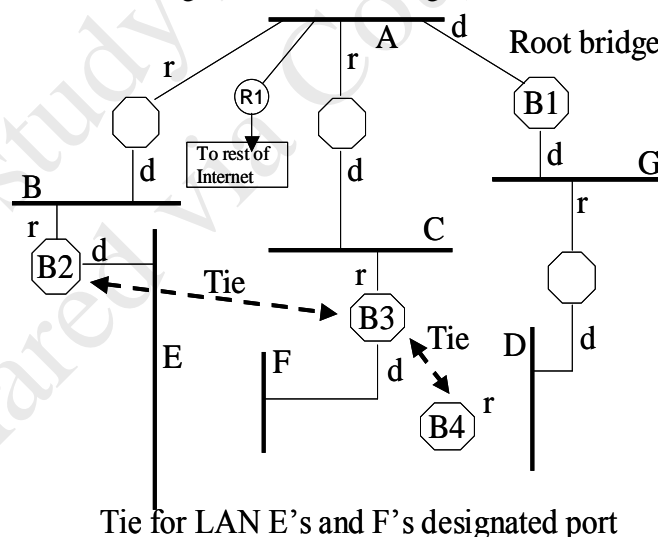 A
d
Root bridge
r
r
R1
B1
To rest of
Internet
d
d
d
G
B
r
r
C
B2
d
r
Tie
B3
Tie
E
F
d
D
d
r
B4
Tie for LAN E's and F's designated port